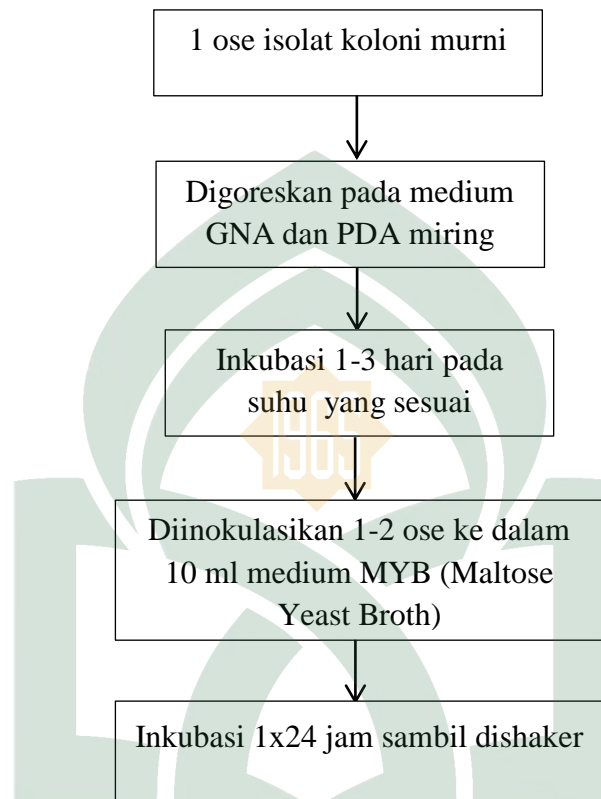 1 ose isolat koloni murni
Digoreskan pada medium
GNA dan PDA miring
Inkubasi 1-3 hari pada
suhu yang sesuai
1965
Diinokulasikan 1-2 ose ke dalam
10 ml medium MYB (Maltose
Yeast Broth)
Inkubasi 1x24 jam sambil dishaker